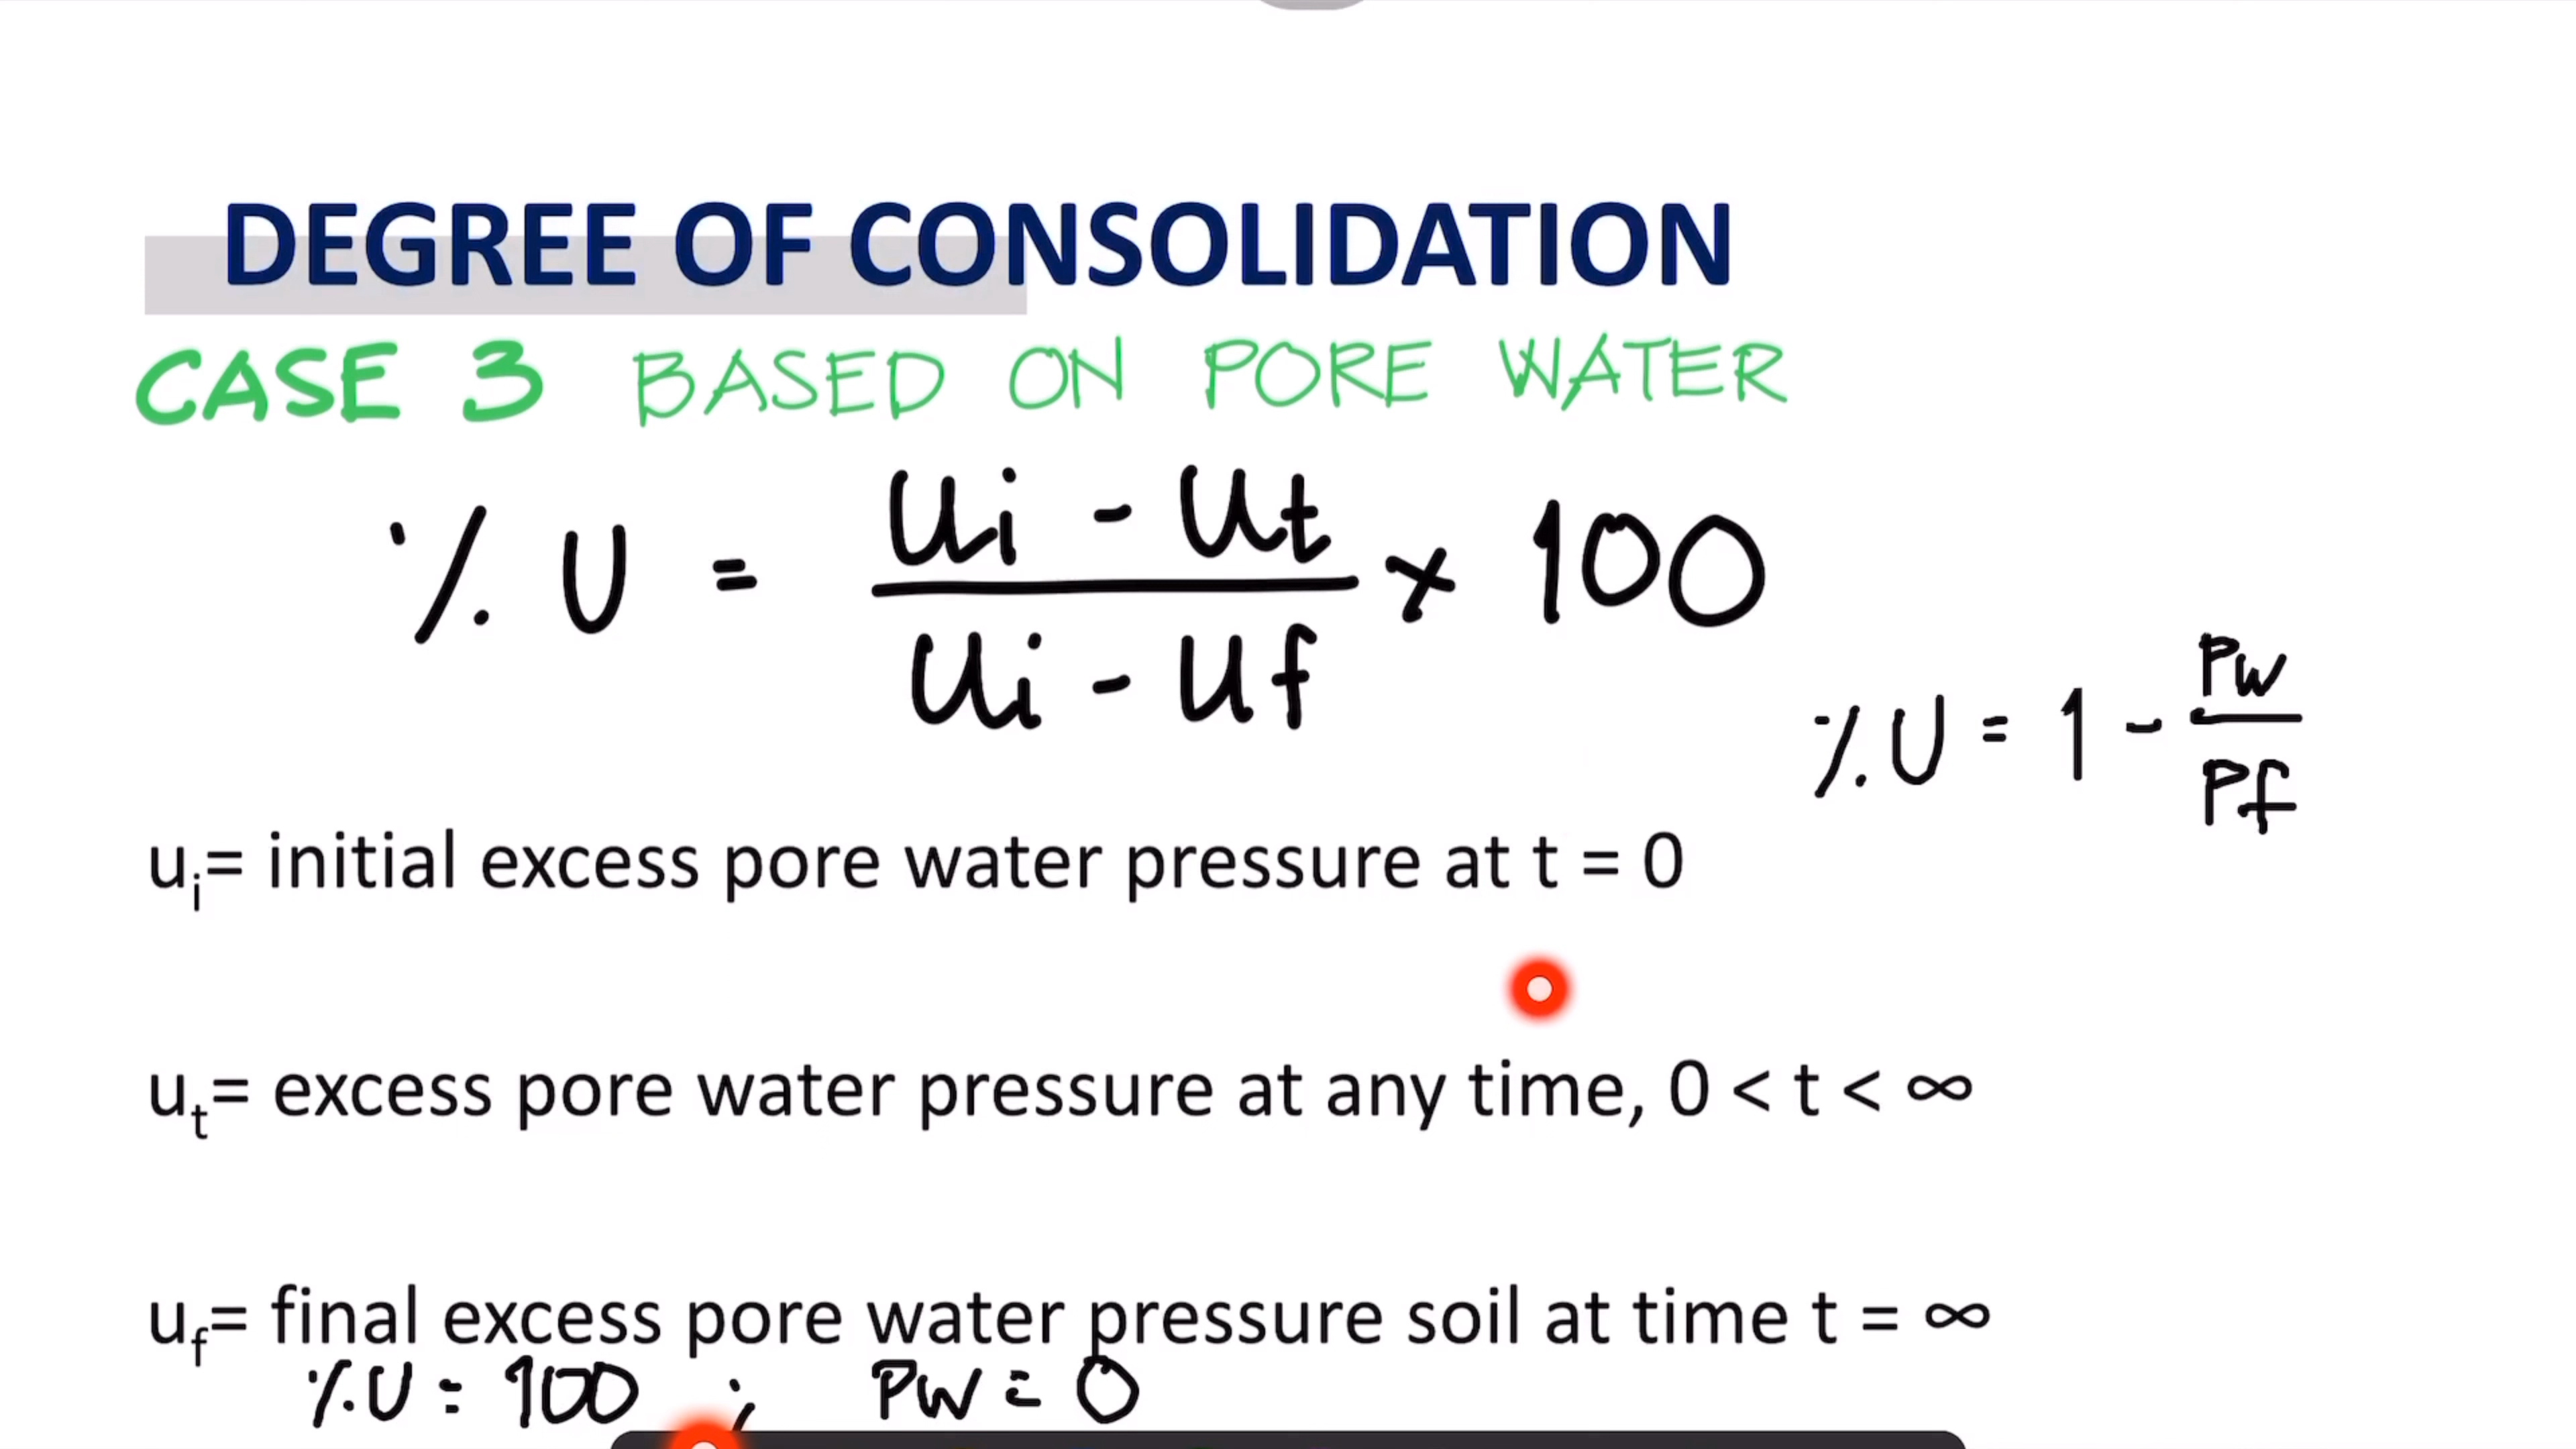 DEGREE OF CONSOLIDATION
CASE 3 BASED ON PORE WATER
% U = ui - ut / ui - uf × 100
% U = 1 - Pw / Pf
ui= initial excess pore water pressure at t = 0
ut= excess pore water pressure at any time, 0 < t < ∞
uf= final excess pore water pressure soil at time t = ∞
% U = 100 ; Pw = 0